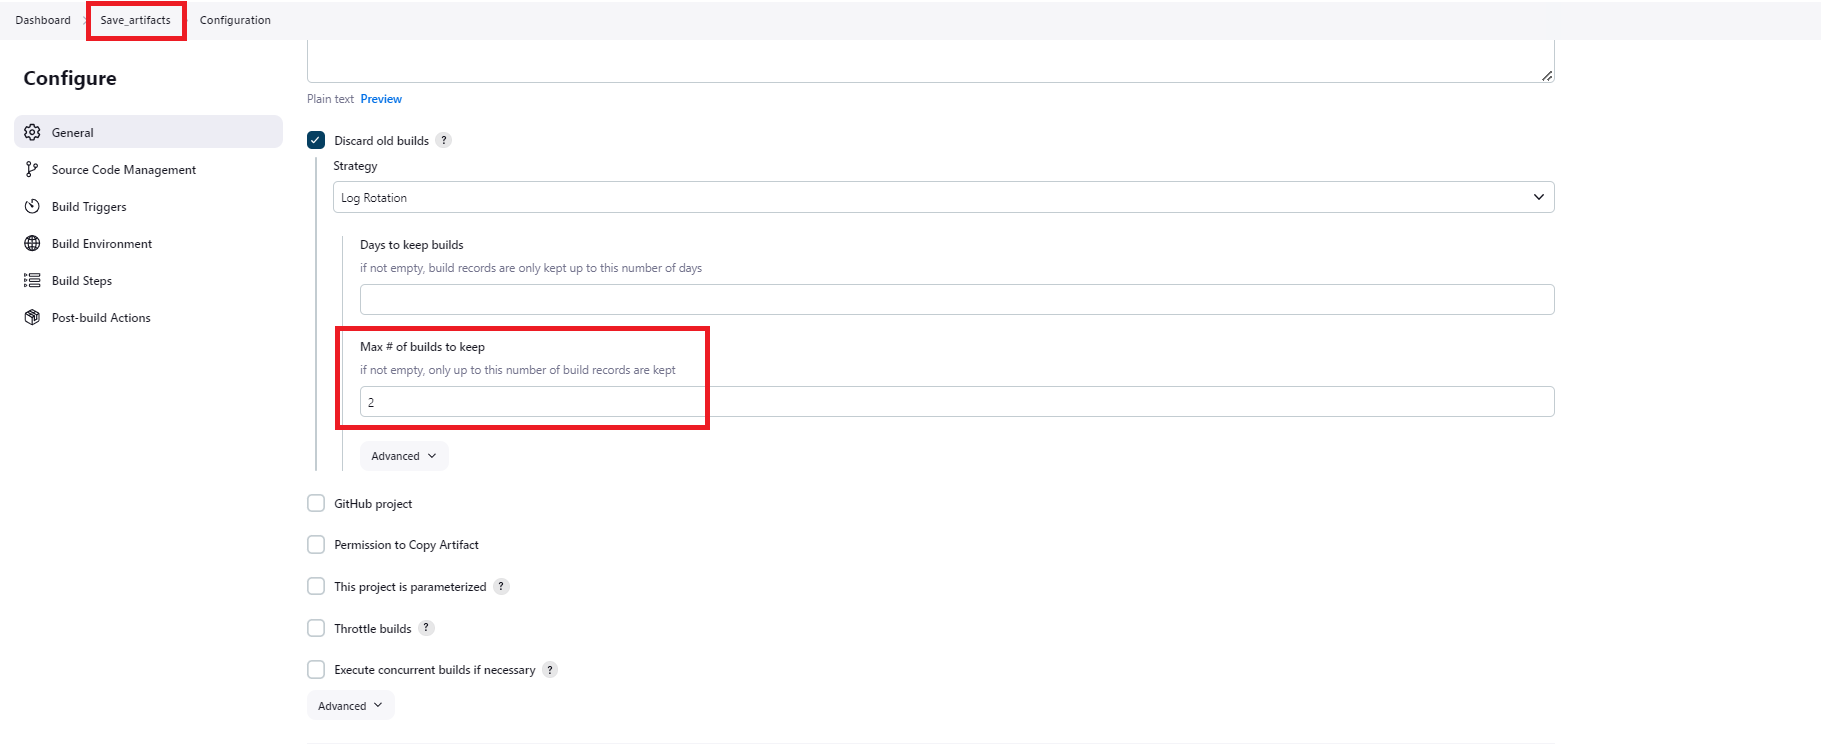 Dashboard Save_artifacts Configuration
Configure
General
Source Code Management
Build Triggers
Build Environment
Build Steps
Post-build Actions
Plain text Preview
Discard old builds ?
Strategy
Log Rotation
Days to keep builds
if not empty, build records are only kept up to this number of days
Max # of builds to keep
if not empty, only up to this number of build records are kept
2
Advanced
GitHub project
Permission to Copy Artifact
This project is parameterized ?
Throttle builds ?
Execute concurrent builds if necessary ?
Advanced